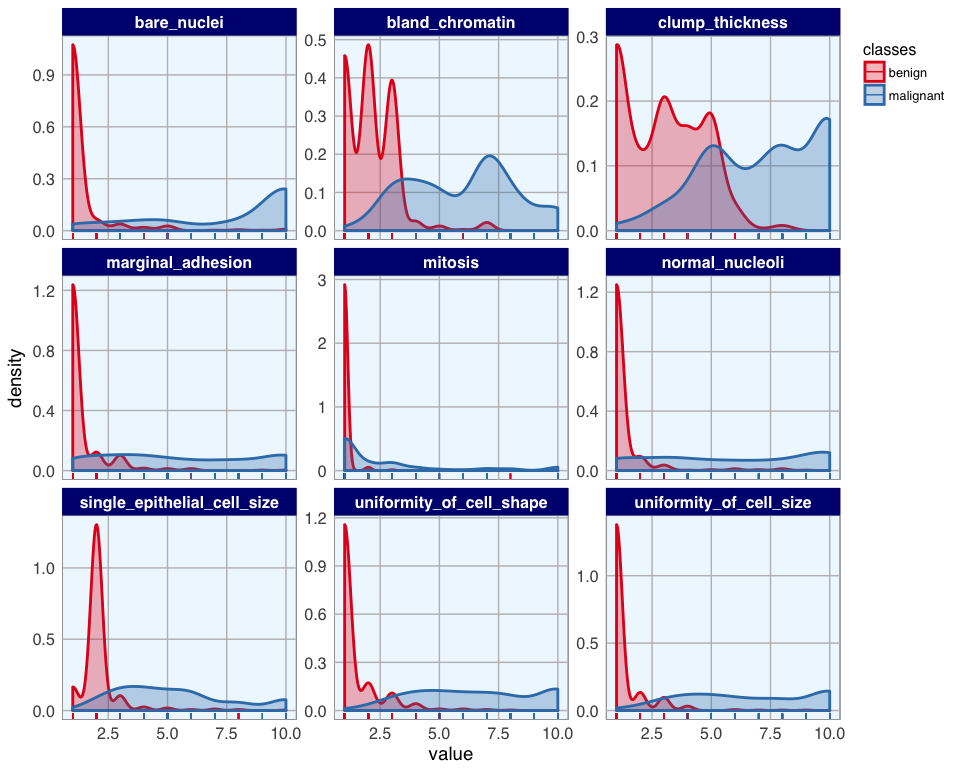 bare_nuclei
bland_chromatin
clump_thickness
0.9
0.6
0.3
0.0
0.5
0.4
0.3
0.2
0.1
0.0
0.3
0.2
0.1
0.0
classes
benign
malignant
marginal_adhesion
mitosis
normal_nucleoli
1.2
0.8
0.4
0.0
3
2
1
0
1.2
0.8
0.4
0.0
density
single_epithelial_cell_size
uniformity_of_cell_shape
uniformity_of_cell_size
1.0
0.5
0.0
1.2
0.9
0.6
0.3
0.0
1.0
0.5
0.0
2.5 5.0 7.5 10.0
2.5 5.0 7.5 10.0
2.5 5.0 7.5 10.0
value